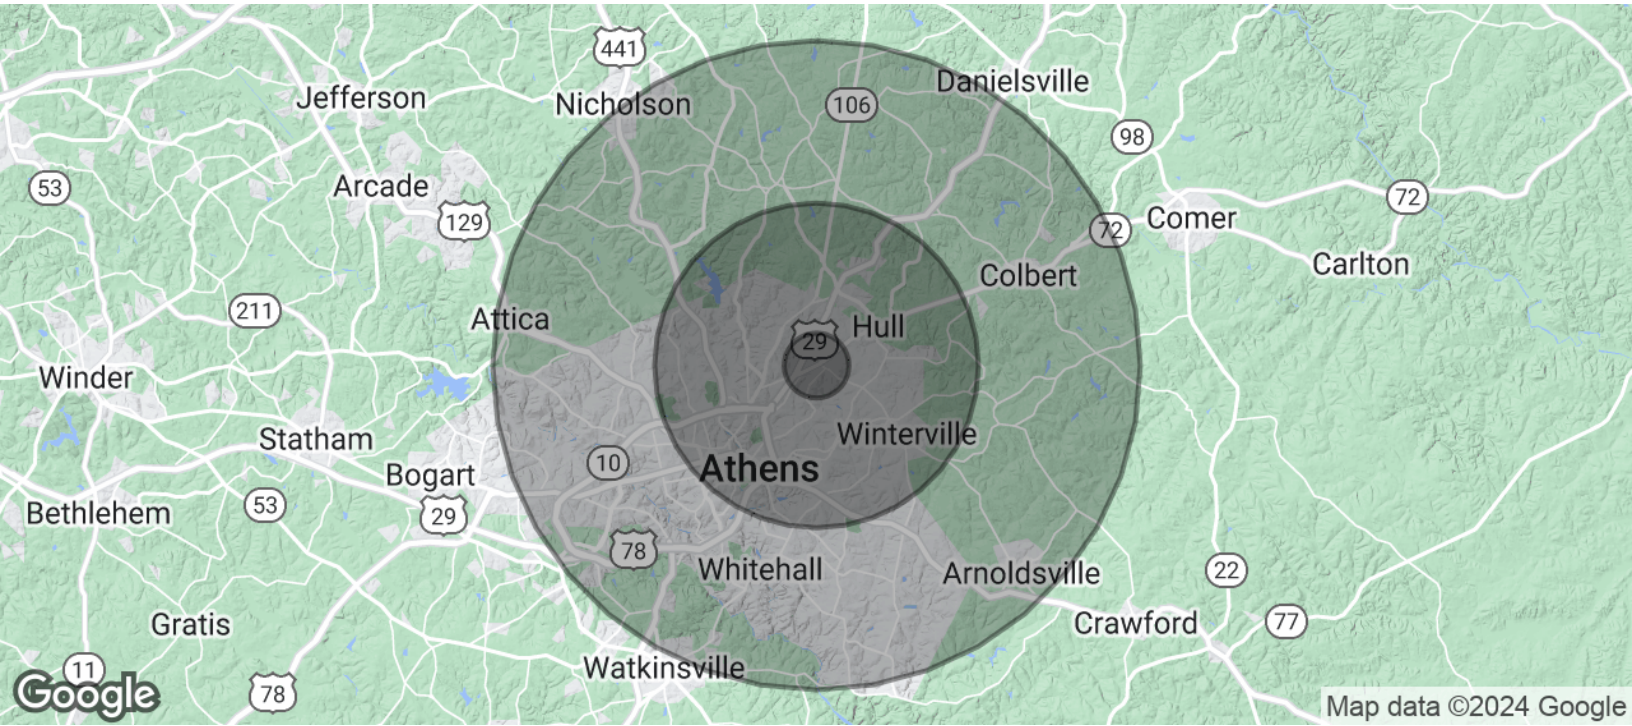 441
Jefferson
Nicholson
106
Danielsville
98
53
Arcade
129
72
Comer
72
Carlton
Colbert
211
Attica
Hull
29
Winder
Statham
Winterville
Bogart
10
Athens
53
29
Bethlehem
78
Whitehall
Arnoldsville
22
Gratis
Crawford
77
11
Watkinsville
78
Google
Map data ©2024 Google